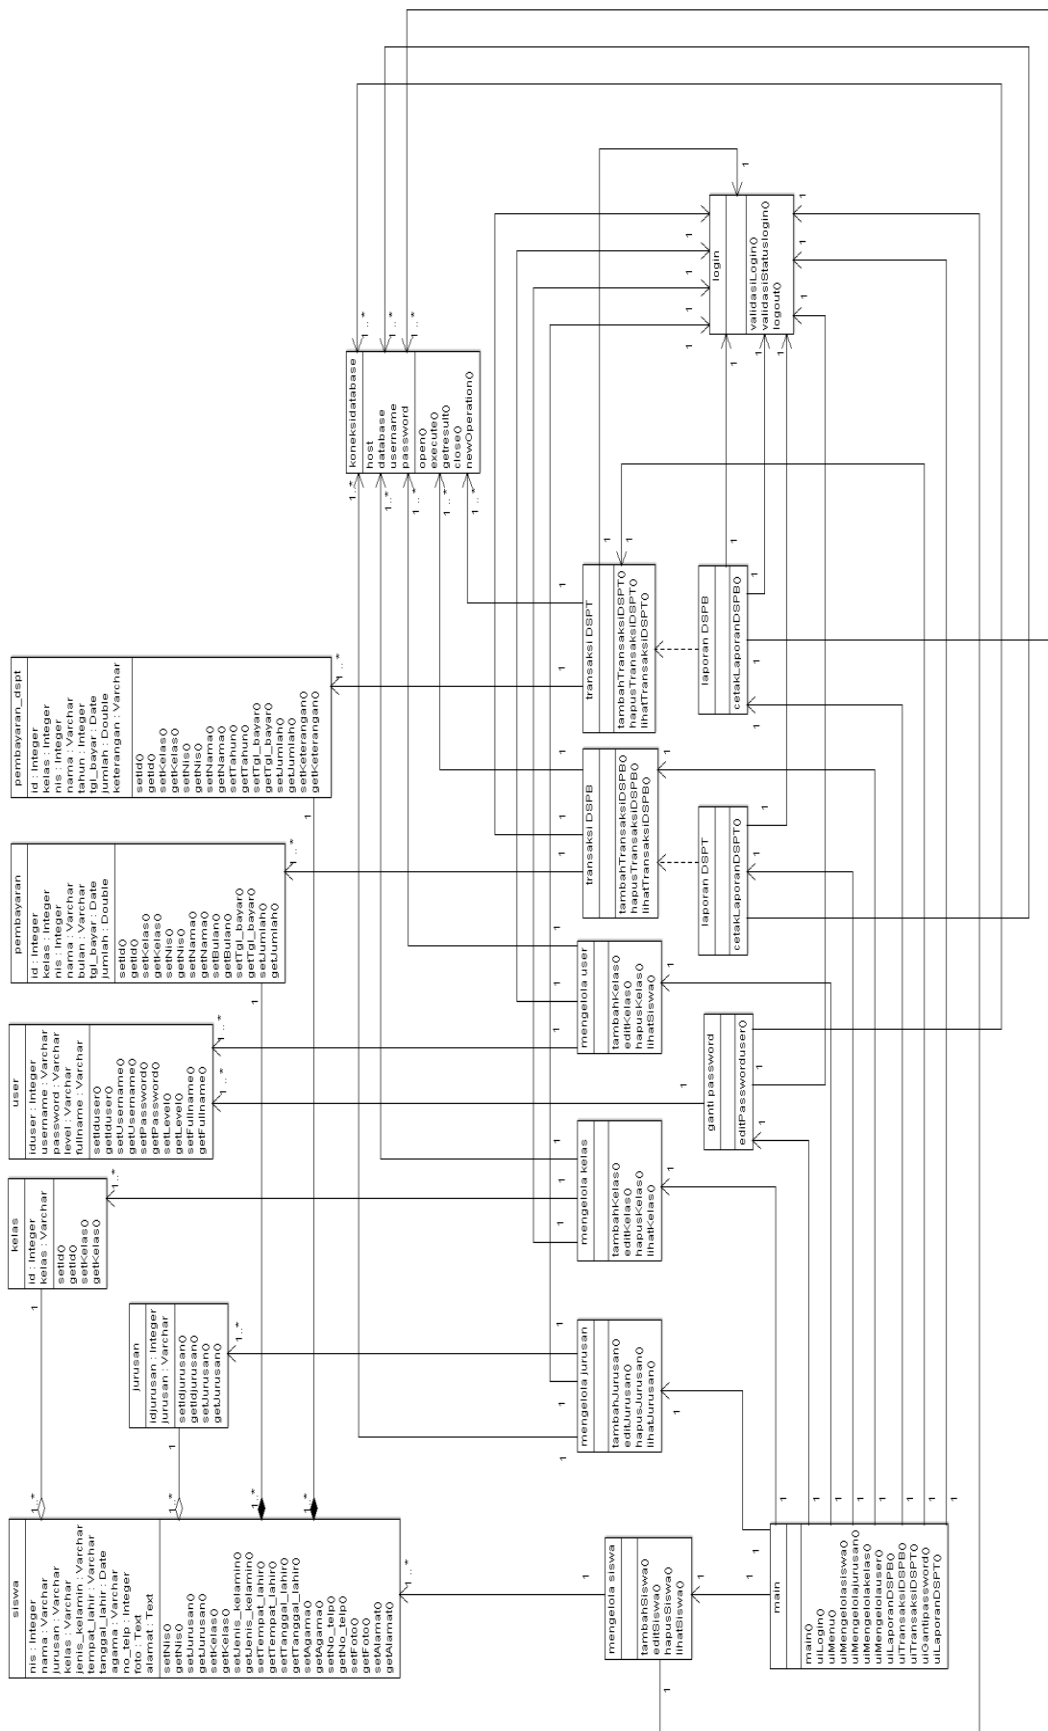 siswa
nis : Integer
nama : Varchar
jurusan : Varchar
kelas : Varchar
jenis_kelamin : Varchar
tempat_lahir : Varchar
tanggal_lahir : Date
agama : Varchar
no_telp : Integer
foto : Text
alamat : Text
setNis()
getNis()
setJurusan()
getJurusan()
setKelas()
getKelas()
setJenis_kelamin()
getJenis_kelamin()
setTempat_lahir()
getTempat_lahir()
setTanggal_lahir()
getTanggal_lahir()
setAgama()
getAgama()
setNo_telp()
getNo_telp()
setFoto()
getFoto()
setAlamat()
getAlamat()
jurusan
idjurusan : Integer
jurusan : Varchar
setIdjurusan()
getIdjurusan()
setJurusan()
getJurusan()
kelas
id : Integer
kelas : Varchar
setId()
getId()
setKelas()
getKelas()
user
iduser : Integer
username : Varchar
password : Varchar
level : Varchar
fullname : Varchar
setIduser()
getIduser()
setUsername()
getUsername()
setPassword()
getPassword()
setLevel()
getLevel()
setFullname()
getFullname()
pembayaran
id : Integer
kelas : Integer
nis : Integer
nama : Varchar
bulan : Varchar
tgl_bayar : Date
jumlah : Double
setId()
getId()
setKelas()
getKelas()
setNis()
getNis()
setNama()
getNama()
setBulan()
getBulan()
setTgl_bayar()
getTgl_bayar()
setJumlah()
getJumlah()
pembayaran_dspt
id : Integer
kelas : Integer
nis : Integer
nama : Varchar
tahun : Integer
tgl_bayar : Date
jumlah : Double
keterangan : Varchar
setId()
getId()
setKelas()
getKelas()
setNis()
getNis()
setNama()
getNama()
setTahun()
getTahun()
setTgl_bayar()
getTgl_bayar()
setJumlah()
getJumlah()
setKeterangan()
getKeterangan()
koneksidatabase
host
database
username
password
open()
execute()
getresult()
close()
newOperation()
mengelola siswa
tambahSiswa()
editSiswa()
hapusSiswa()
lihatSiswa()
mengelola jurusan
tambahJurusan()
editJurusan()
hapusJurusan()
lihatJurusan()
mengelola kelas
tambahKelas()
editKelas()
hapusKelas()
lihatKelas()
mengelola user
tambahKelas()
editKelas()
hapusKelas()
lihatSiswa()
transaksi DSPB
tambahTransaksiDSPB()
hapusTransaksiDSPB()
lihatTransaksiDSPB()
transaksi DSPT
tambahTransaksiDSPT()
hapusTransaksiDSPT()
lihatTransaksiDSPT()
ganti password
editPassworduser()
laporan DSPT
cetakLaporanDSPT()
laporan DSPB
cetakLaporanDSPB()
login
validasiLogin()
validasiStatuslogin()
logout()
main
main()
uiLogin()
uiMenu()
uiMengelolasiswa()
uiMengelolajurusan()
uiMengelolakelas()
uiMengelolauser()
uiLaporanDSPB()
uiTransaksiDSPB()
uiTransaksiDSPT()
uiGantipassword()
uiLaporanDSPT()